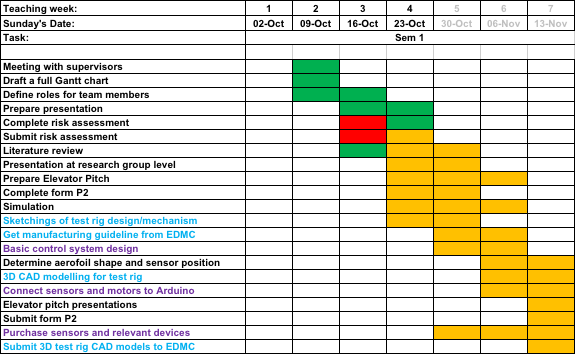 Teaching week: 1 2 3 4 5 6 7
Sunday's Date: 02-Oct 09-Oct 16-Oct 23-Oct 30-Oct 06-Nov 13-Nov
Task: Sem 1
Meeting with supervisors
Draft a full Gantt chart
Define roles for team members
Prepare presentation
Complete risk assessment
Submit risk assessment
Literature review
Presentation at research group level
Prepare Elevator Pitch
Complete form P2
Simulation
Sketchings of test rig design/mechanism
Get manufacturing guideline from EDMC
Basic control system design
Determine aerofoil shape and sensor position
3D CAD modelling for test rig
Connect sensors and motors to Arduino
Elevator pitch presentations
Submit form P2
Purchase sensors and relevant devices
Submit 3D test rig CAD models to EDMC